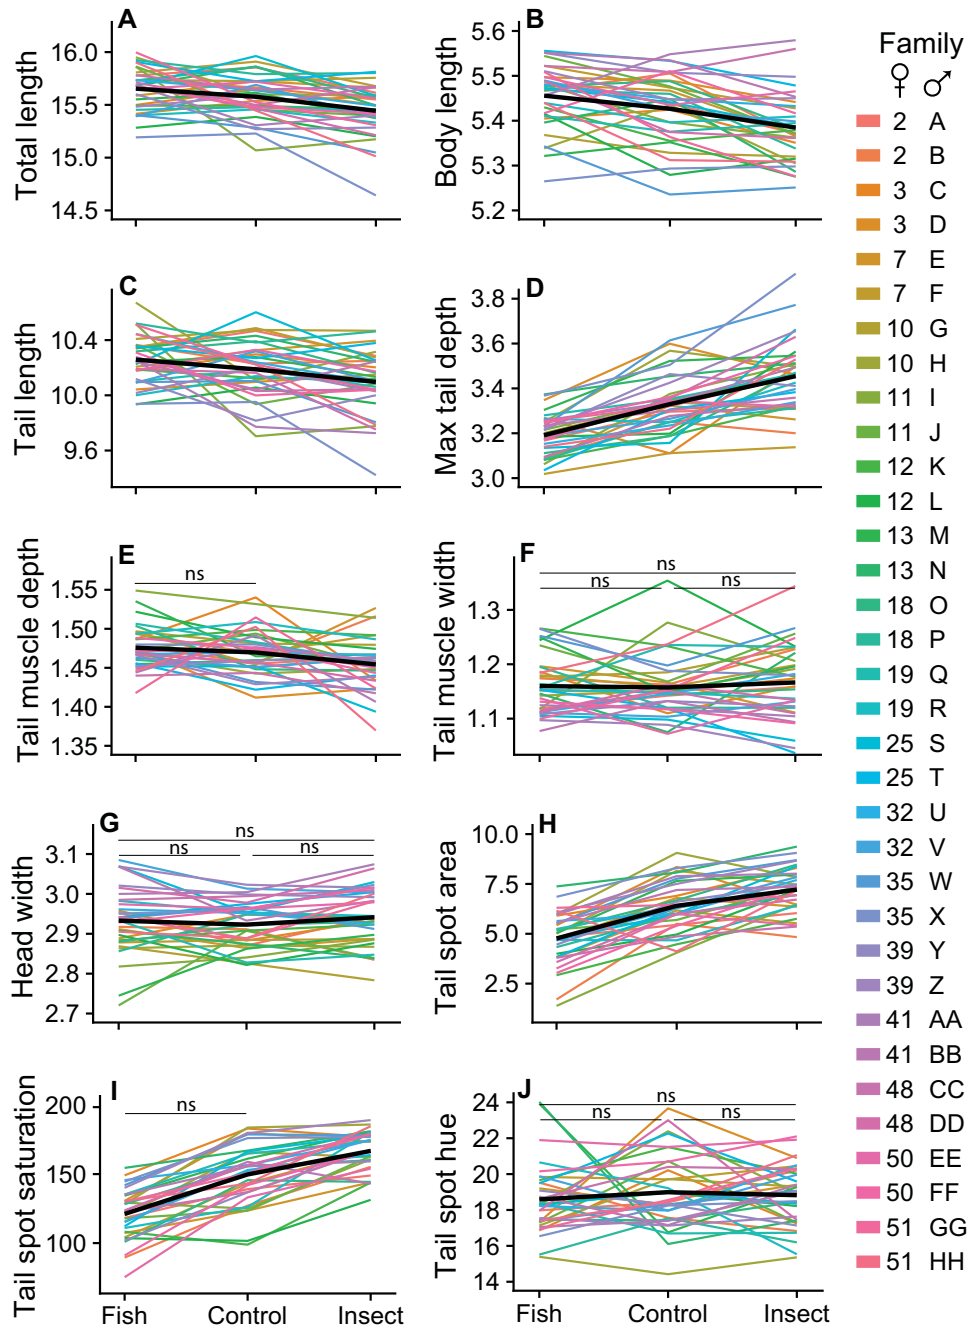 A
Total length
16.0
15.5
15.0
14.5
B
Body length
5.6
5.5
5.4
5.3
5.2
C
Tail length
10.4
10.0
9.6
D
Max tail depth
3.8
3.6
3.4
3.2
3.0
E
Tail muscle depth
1.55
1.50
1.45
1.40
1.35
ns
F
Tail muscle width
1.3
1.2
1.1
ns
ns
ns
G
Head width
3.1
3.0
2.9
2.8
2.7
ns
ns
ns
H
Tail spot area
10.0
7.5
5.0
2.5
I
Tail spot saturation
200
150
100
ns
Fish Control Insect
J
Tail spot hue
24
22
20
18
16
14
ns
ns
ns
Fish Control Insect
Family
♀ ♂
2 A
2 B
3 C
3 D
7 E
7 F
10 G
10 H
11 I
11 J
12 K
12 L
13 M
13 N
18 O
18 P
19 Q
19 R
25 S
25 T
32 U
32 V
35 W
35 X
39 Y
39 Z
41 AA
41 BB
48 CC
48 DD
50 EE
50 FF
51 GG
51 HH